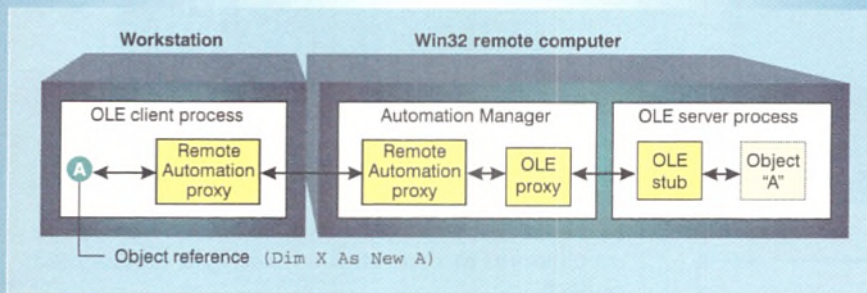 Workstation
Win32 remote computer
OLE client process
Automation Manager
OLE server process
A
Remote
Automation
proxy
Remote
Automation
proxy
OLE
proxy
OLE
stub
Object
"A"
Object reference (Dim X As New A)